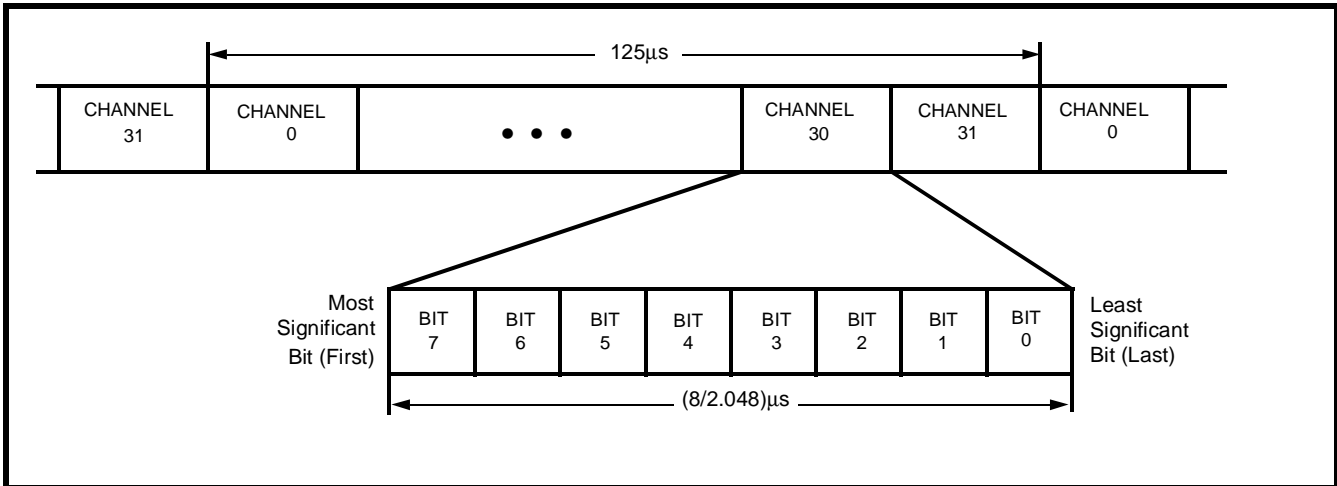 125µs
CHANNEL
31
CHANNEL
0
• • •
CHANNEL
30
CHANNEL
31
CHANNEL
0
Most
Significant
Bit (First)
BIT
7
BIT
6
BIT
5
BIT
4
BIT
3
BIT
2
BIT
1
BIT
0
Least
Significant
Bit (Last)
(8/2.048)µs